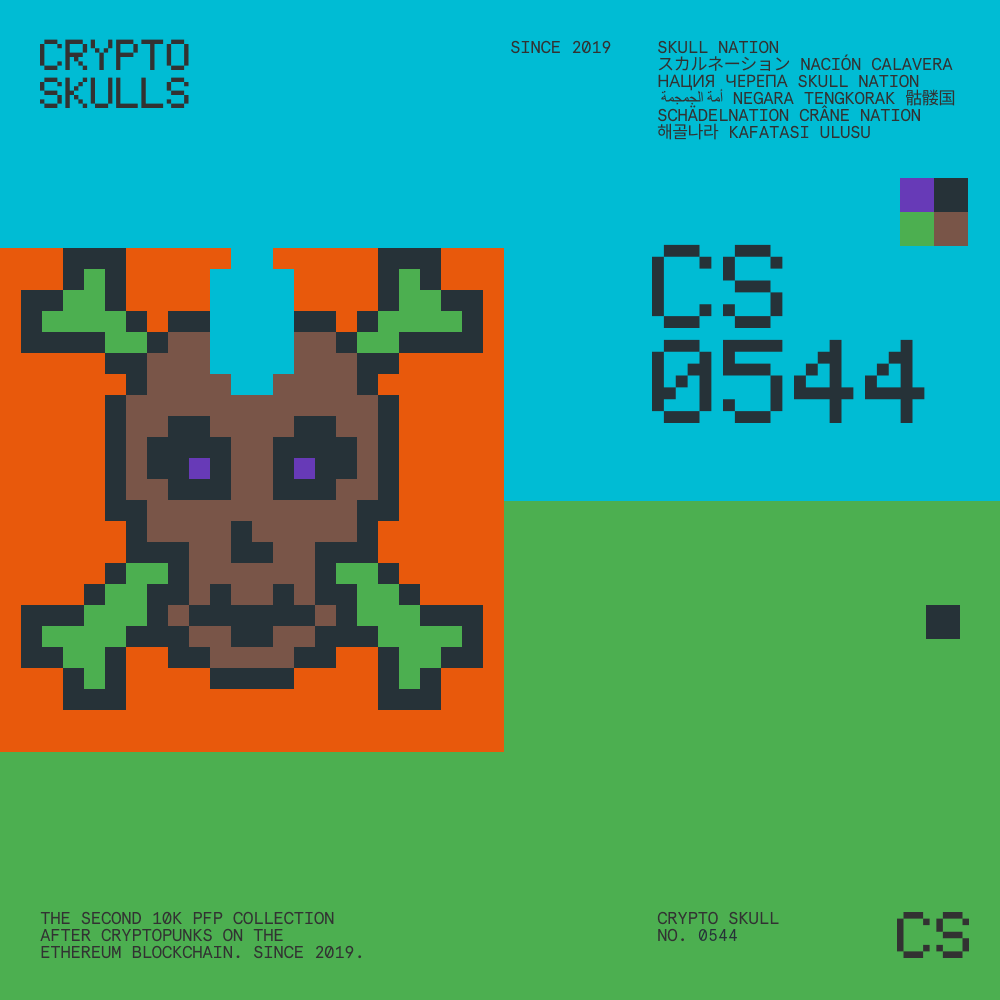 CRYPTO
SKULLS
SINCE 2019
SKULL NATION
スカルネーション NACIÓN CALAVERA
НАЦИЯ ЧЕРЕПА SKULL NATION
أمة الجمجمة NEGARA TENGKORAK 骷髅国
SCHÄDELNATION CRÂNE NATION
해골나라 KAFATASI ULUSU
CS
0544
THE SECOND 10K PFP COLLECTION
AFTER CRYPTOPUNKS ON THE
ETHEREUM BLOCKCHAIN. SINCE 2019.
CRYPTO SKULL
NO. 0544
CS